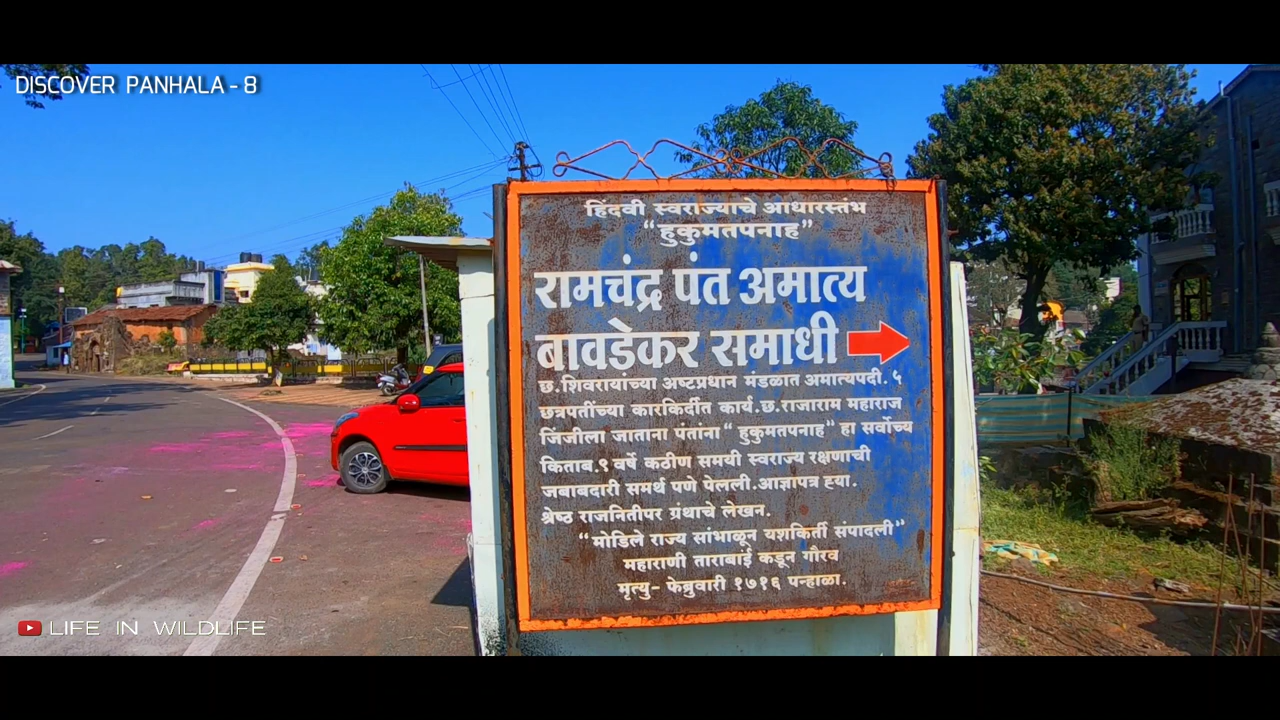 DISCOVER PANHALA - 8
हिंदवी स्वराज्याचे आधारस्तंभ
"हुकुमतपनाह"
रामचंद्र पंत अमात्य
बावडेकर समाधी
छ. शिवरायांच्या अष्टप्रधान मंडळात अमात्यपदी. ५
छत्रपतींच्या कारकिर्दीत कार्य.छ.राजाराम महाराज
जिंजीला जाताना पंतांना "हुकुमतपनाह" हा सर्वोच्य
किताब.९ वर्षे कठीण समयी स्वराज्य रक्षणाची
जबाबदारी समर्थ पणे पेलली.आज्ञापत्र ह्या.
श्रेष्ठ राजनितीपर ग्रंथाचे लेखन.
"मोडिले राज्य सांभाळून यशकिर्ती संपादली"
महाराणी ताराबांई कडून गौरव
मृत्यु- फेब्रुवारी १७१६ पन्हाळा.
LIFE IN WILDLIFE